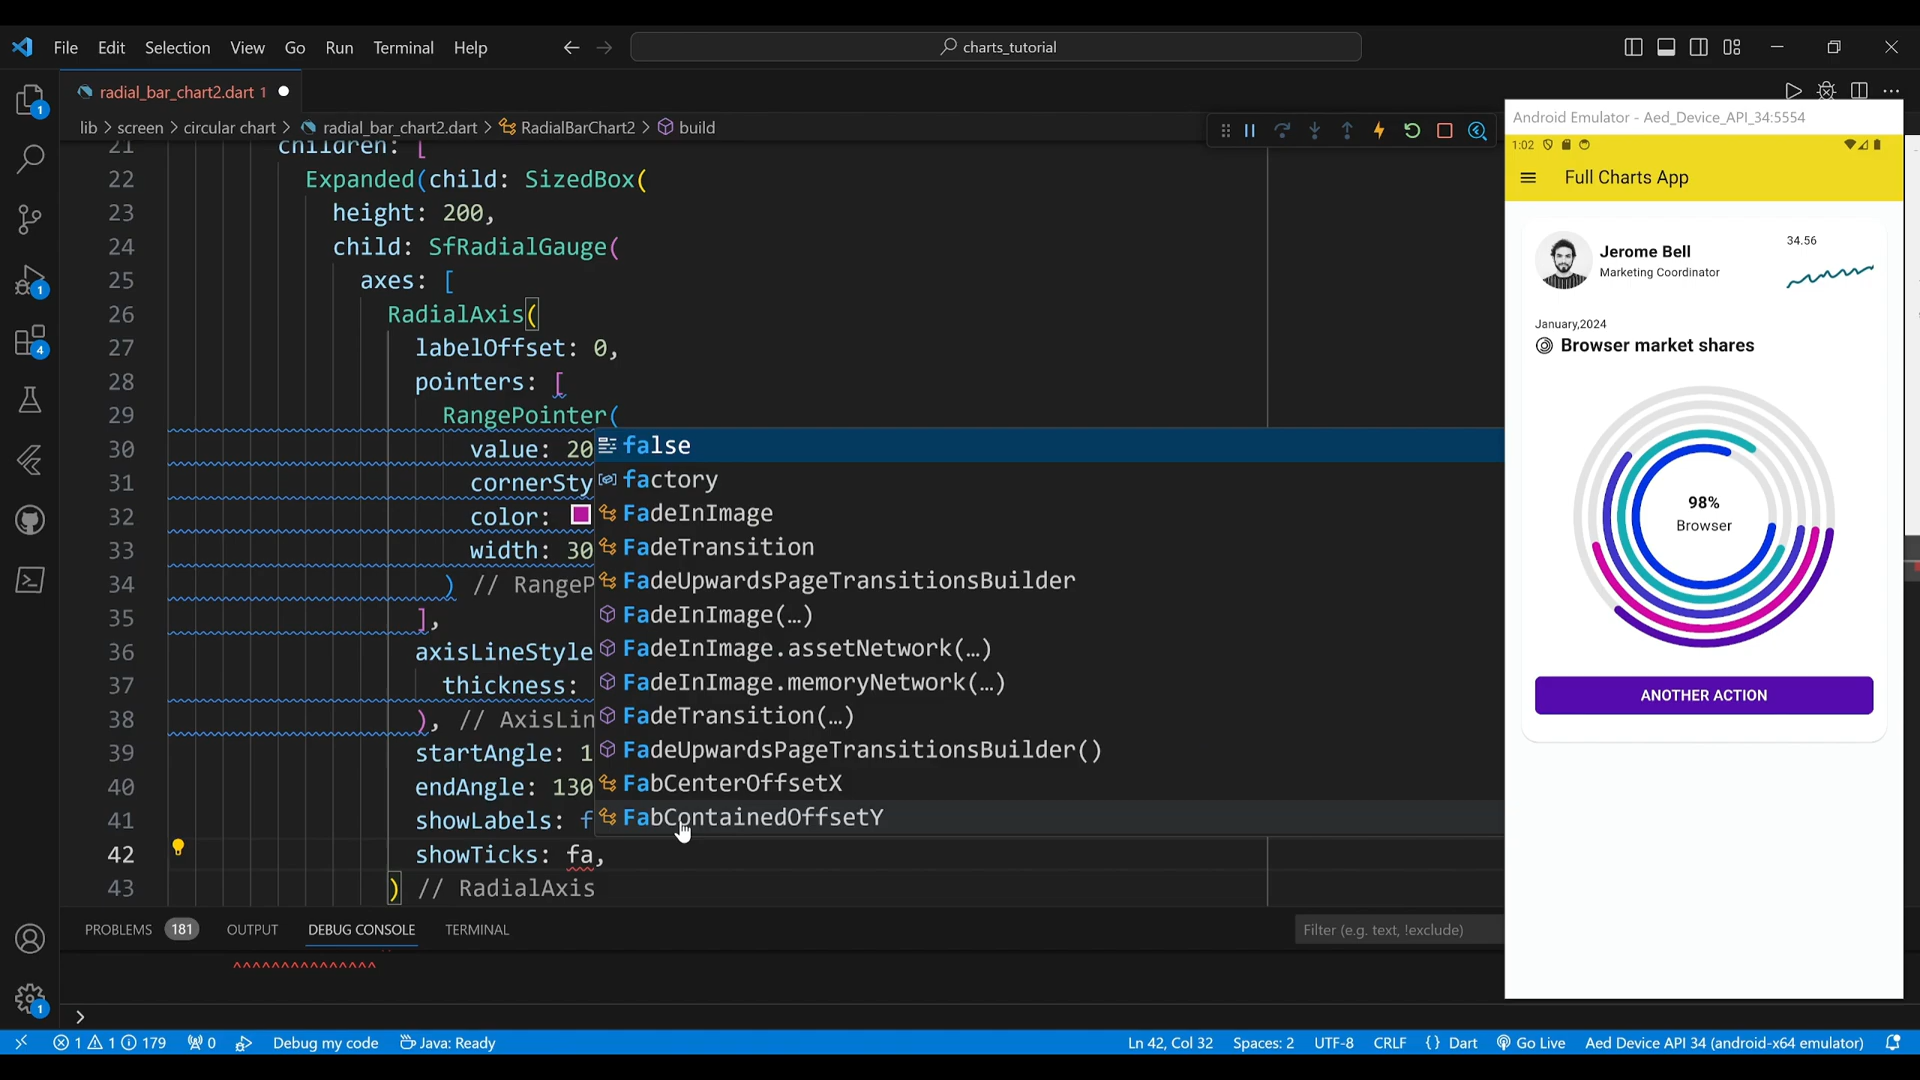 File Edit Selection View Go Run Terminal Help
charts_tutorial
radial_bar_chart2.dart 1
lib > screen > circular chart > radial_bar_chart2.dart > RadialBarChart2 > build
21 children: [
22 Expanded(child: SizedBox(
23 height: 200,
24 child: SfRadialGauge(
25 axes: [
26 RadialAxis(
27 labelOffset: 0,
28 pointers: [
29 RangePointer(
30 value: 20
31 cornerSty
32 color:
33 width: 30
34 ) // RangeP
35 ],
36 axisLineStyle
37 thickness:
38 ), // AxisLin
39 startAngle: 1
40 endAngle: 130
41 showLabels: f
42 showTicks: fa,
43 ) // RadialAxis
false
factory
FadeInImage
FadeTransition
FadeUpwardsPageTransitionsBuilder
FadeInImage(…)
FadeInImage.assetNetwork(…)
FadeInImage.memoryNetwork(…)
FadeTransition(…)
FadeUpwardsPageTransitionsBuilder()
FabCenterOffsetX
FabContainedOffsetY
1
1
4
1
PROBLEMS 181 OUTPUT DEBUG CONSOLE TERMINAL
Filter (e.g. text, !exclude)
^^^^^^^^^^^^^^^
>
1 1 179 0 Debug my code Java: Ready
Ln 42, Col 32 Spaces: 2 UTF-8 CRLF {} Dart Go Live Aed Device API 34 (android-x64 emulator)
Android Emulator - Aed_Device_API_34:5554
1:02
Full Charts App
Jerome Bell
Marketing Coordinator
34.56
January,2024
Browser market shares
98%
Browser
ANOTHER ACTION